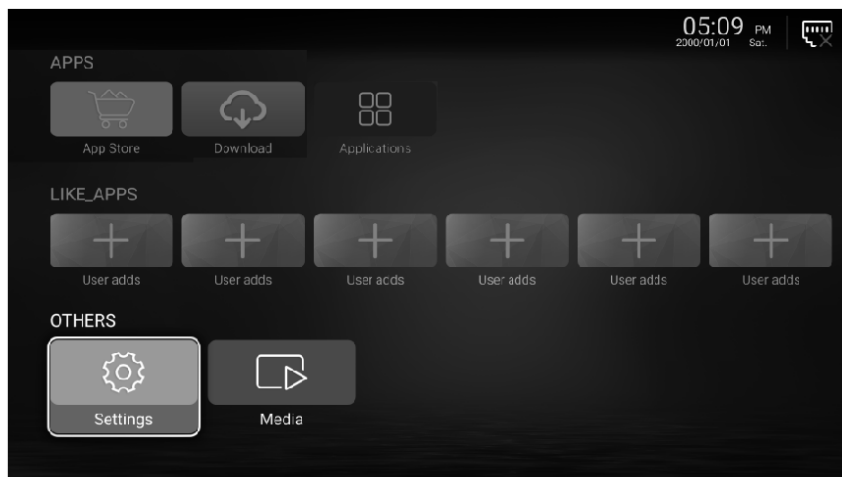 05:09 PM
2000/01/01 Sat.
APPS
App Store Download Applications
LIKE_APPS
User adds User adds User adds User adds User adds User adds
OTHERS
Settings Media